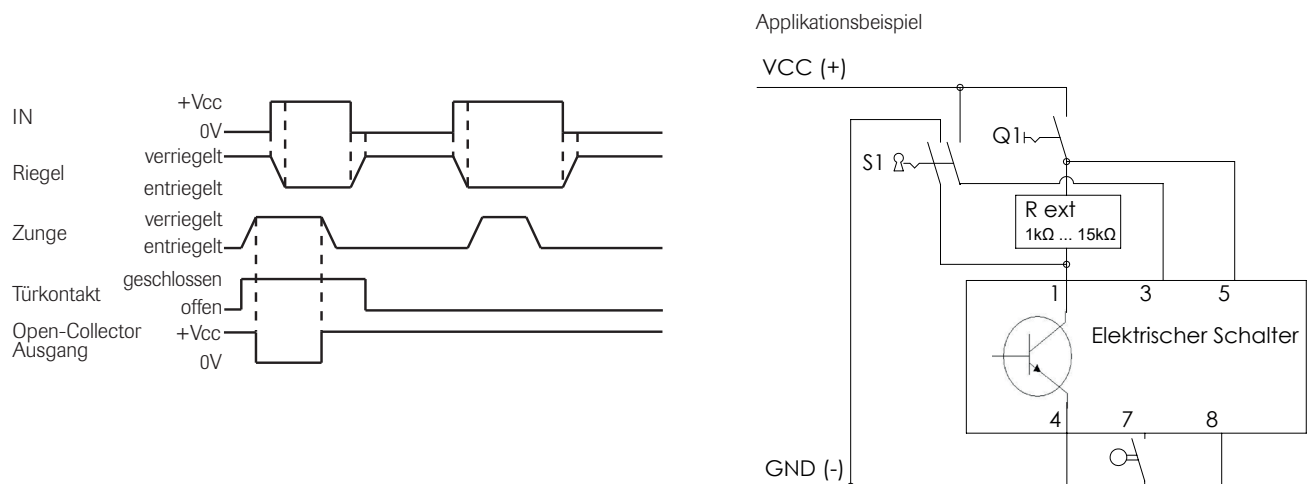 Applikationsbeispiel
IN
+Vcc
0V
Riegel
verriegelt
entriegelt
Zunge
verriegelt
entriegelt
Türkontakt
geschlossen
offen
Open-Collector
Ausgang
+Vcc
0V
VCC (+)
Q1
S1
R ext
1kΩ ... 15kΩ
1 3 5
Elektrischer Schalter
4 7 8
GND (-)